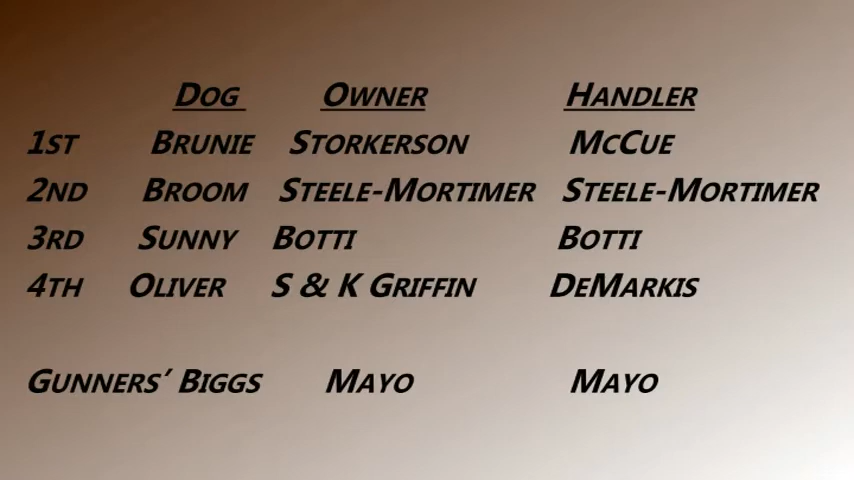 Dog Owner Handler
1st Brunie Storkerson McCue
2nd Broom Steele-Mortimer Steele-Mortimer
3rd Sunny Botti Botti
4th Oliver S & K Griffin DeMarkis
Gunners’ Biggs Mayo Mayo